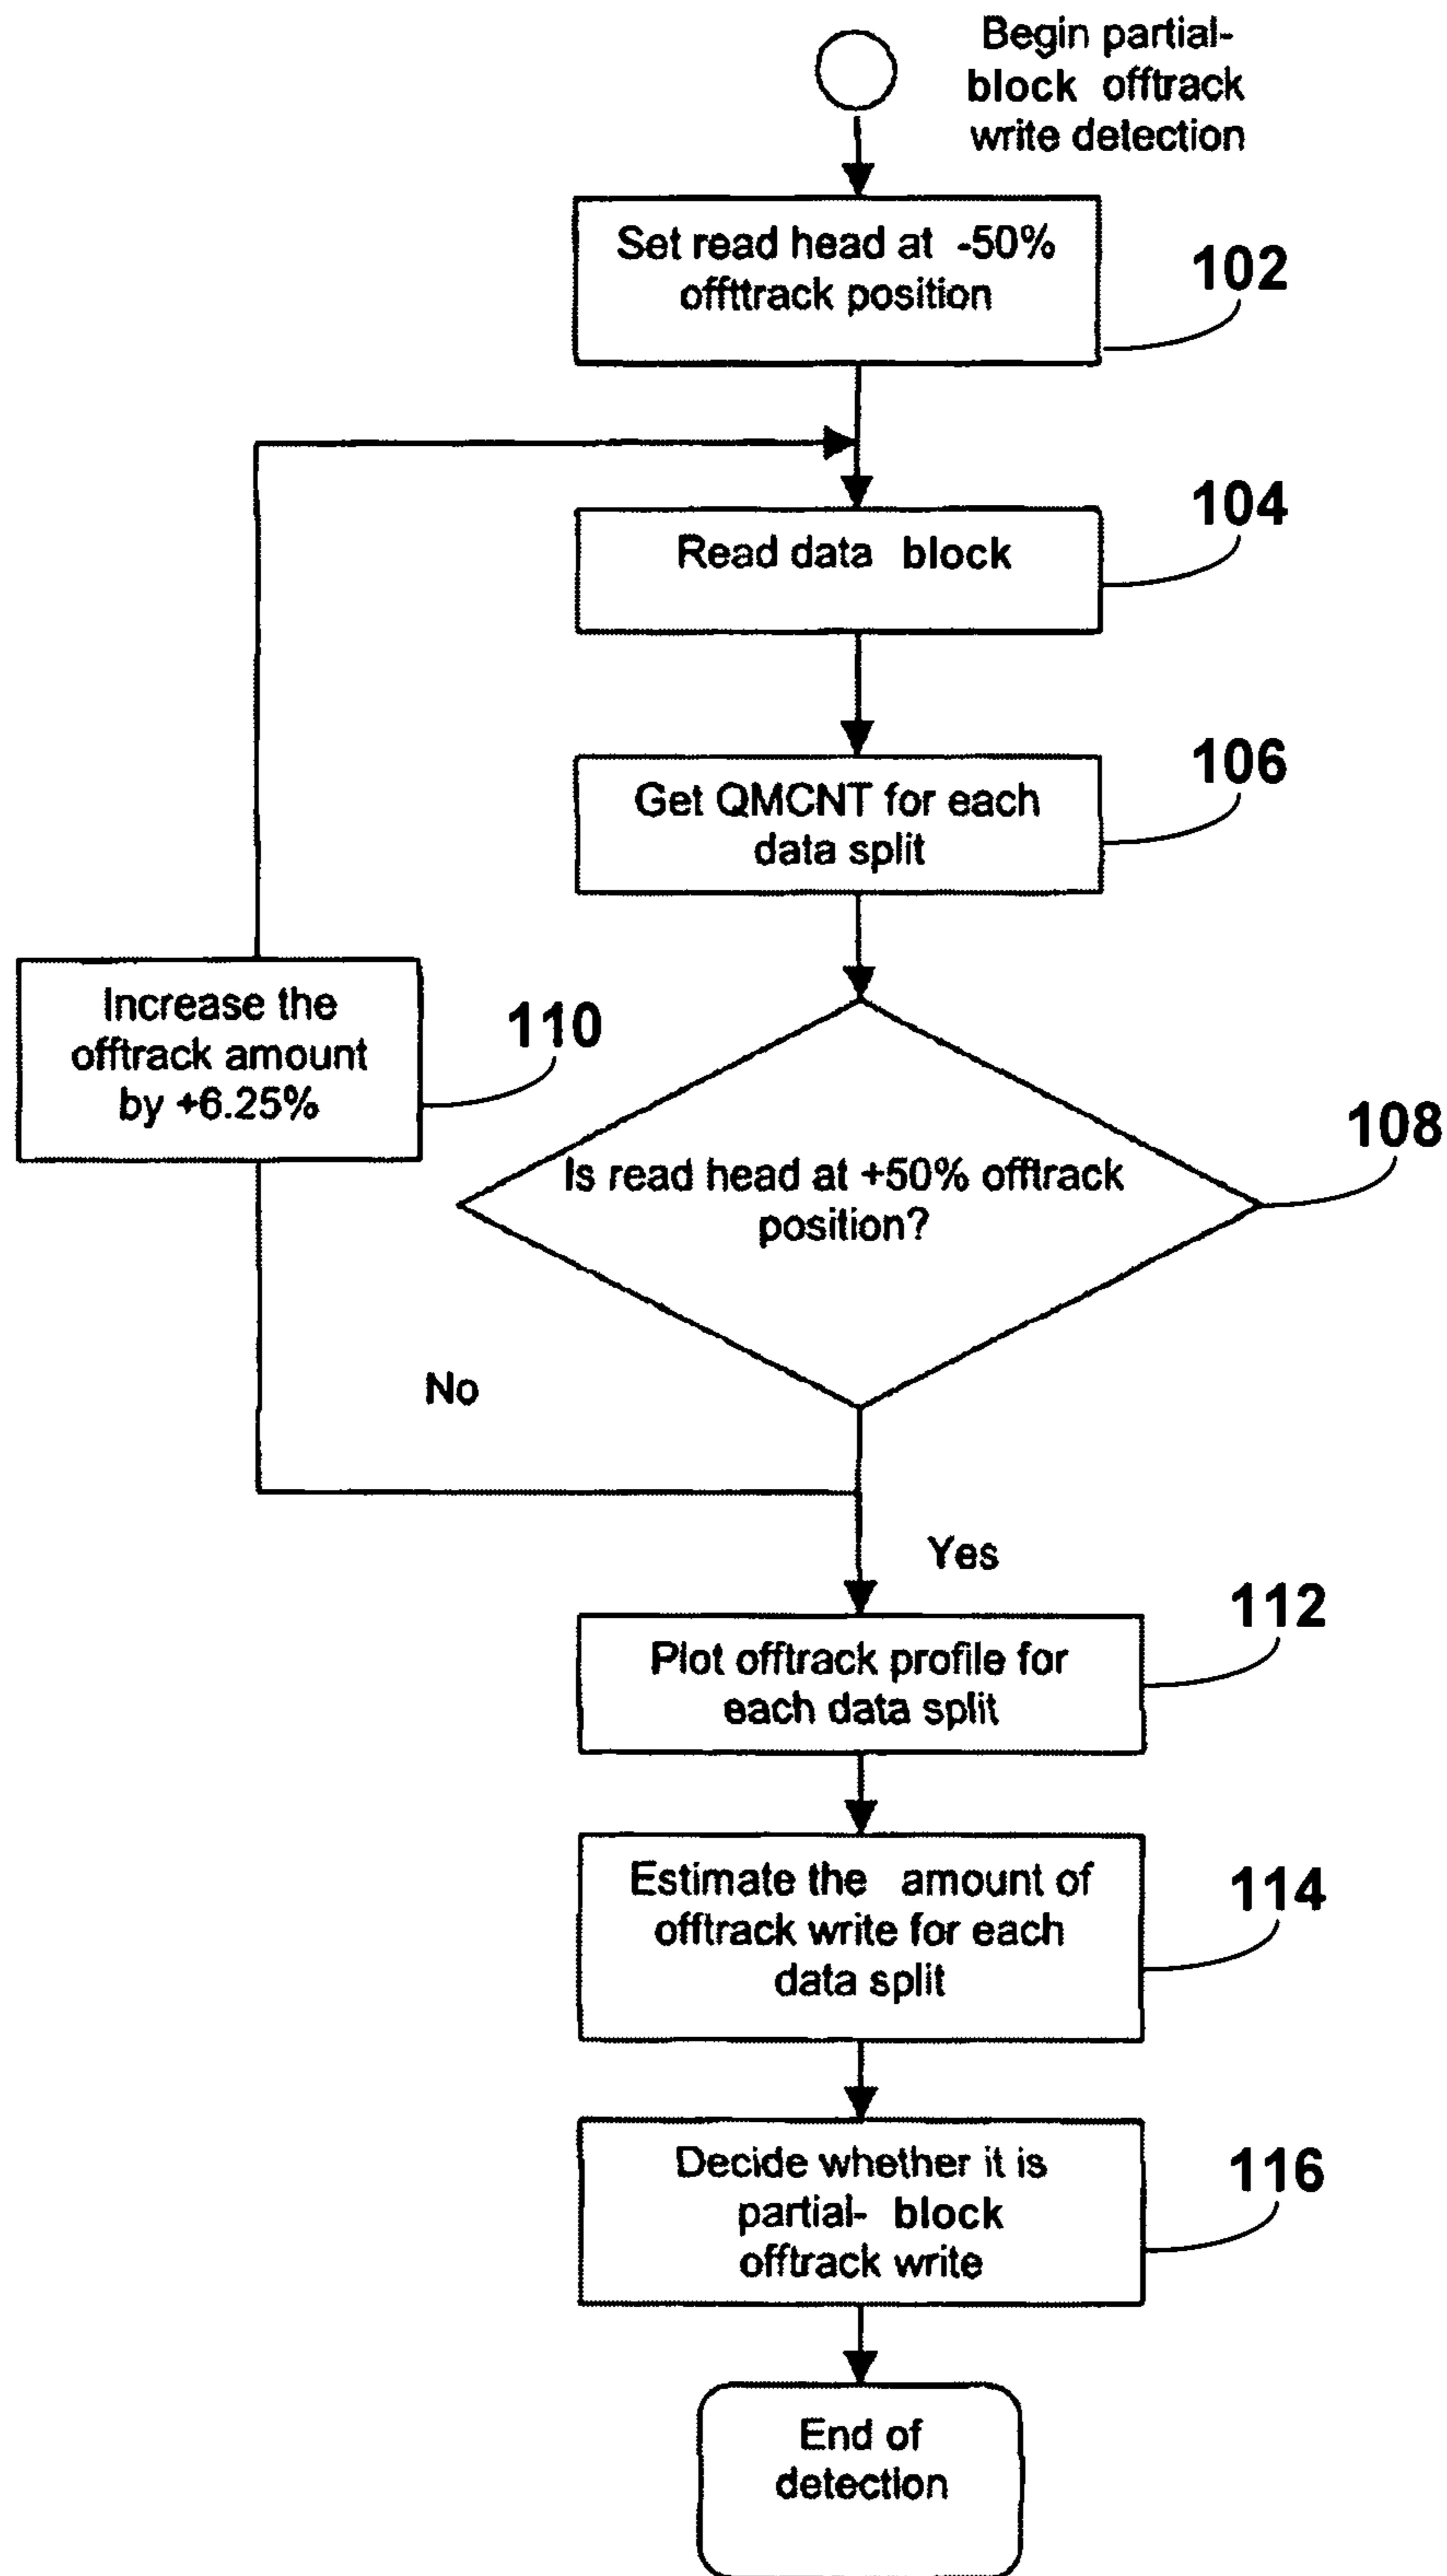 Begin partial-
block offtrack
write detection
Set read head at -50%
offttrack position
102
Read data block
104
Get QMCNT for each
data split
106
Increase the
offtrack amount
by +6.25%
110
Is read head at +50% offtrack
position?
108
No
Yes
Plot offtrack profile for
each data split
112
Estimate the amount of
offtrack write for each
data split
114
Decide whether it is
partial- block
offtrack write
116
End of
detection